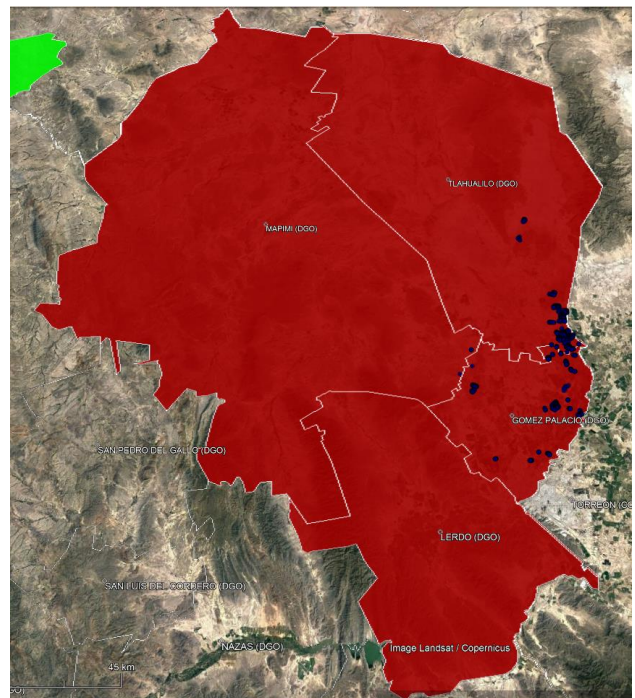 TLAHUALILO (DGO)
MAPIMI (DGO)
GOMEZ PALACIO (DGO)
SAN PEDRO DEL GALLO (DGO)
TORREON (CO
LERDO (DGO)
SAN LUIS DEL CORDERO (DGO)
NAZAS (DGO)
Image Landsat / Copernicus
45 km
GO)